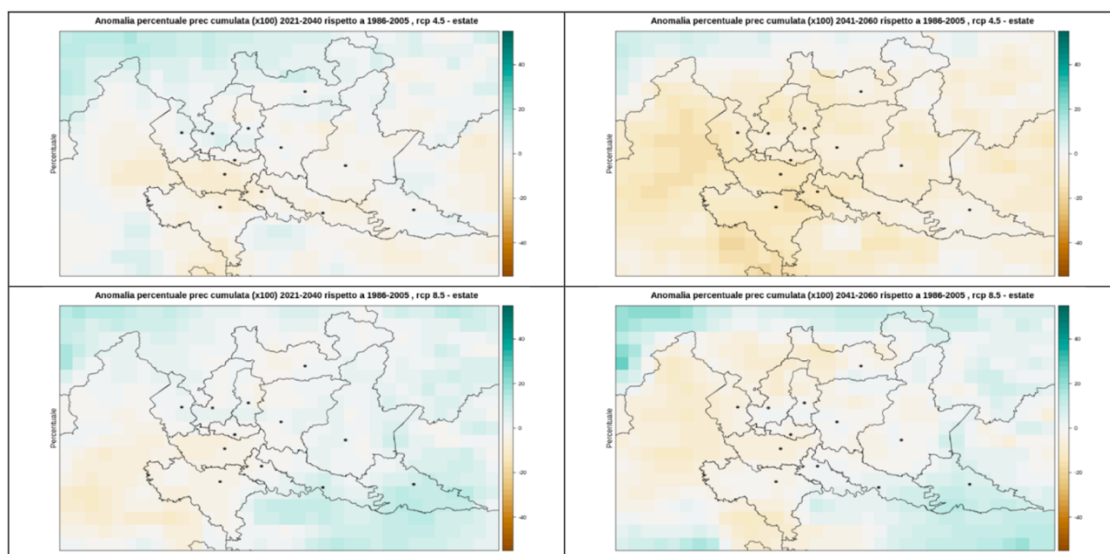 Anomalia percentuale prec cumulata (x100) 2021-2040 rispetto a 1986-2005 , rcp 4.5 - estate
Percentuale
40
20
0
-20
-40
Anomalia percentuale prec cumulata (x100) 2041-2060 rispetto a 1986-2005 , rcp 4.5 - estate
Percentuale
40
20
0
-20
-40
Anomalia percentuale prec cumulata (x100) 2021-2040 rispetto a 1986-2005 , rcp 8.5 - estate
Percentuale
40
20
0
-20
-40
Anomalia percentuale prec cumulata (x100) 2041-2060 rispetto a 1986-2005 , rcp 8.5 - estate
Percentuale
40
20
0
-20
-40